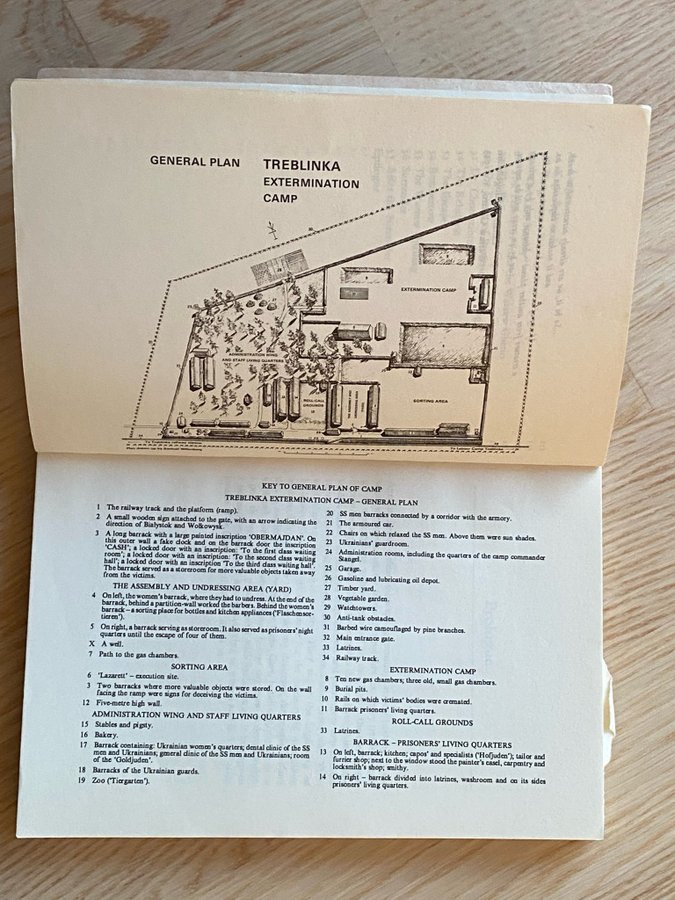 GENERAL PLAN TREBLINKA
EXTERMINATION
CAMP
EXTERMINATION CAMP
ADMINISTRATION WING
AND STAFF LIVING QUARTERS
ROLL-CALL
GROUNDS
SORTING AREA
KEY TO GENERAL PLAN OF CAMP
TREBLINKA EXTERMINATION CAMP – GENERAL PLAN
1 The railway track and the platform (ramp).
2 A small wooden sign attached to the gate, with an arrow indicating the
direction of Bialystok and Wolkowysk.
3 A long barrack with a large painted inscription 'OBERMAJDAN'. On
this outer wall a fake clock and on the barrack door the inscription
'CASH'; a locked door with an inscription: 'To the first class waiting
room'; a locked door with an inscription: 'To the second class waiting
hall'; a locked door with an inscription 'To the third class waiting hall'.
The barrack served as a storeroom for more valuable objects taken away
from the victims.
THE ASSEMBLY AND UNDRESSING AREA (YARD)
4 On left, the women's barrack, where they had to undress. At the end of the
barrack, behind a partition-wall worked the barbers. Behind the women's
barrack – a sorting place for bottles and kitchen appliances ('Flaschensor-
tieren').
5 On right, a barrack serving as storeroom. It also served as prisoners' night
quarters until the escape of four of them.
X A well.
7 Path to the gas chambers.
SORTING AREA
6 'Lazarett' – execution site.
3 Two barracks where more valuable objects were stored. On the wall
facing the ramp were signs for deceiving the victims.
12 Five-metre high wall.
ADMINISTRATION WING AND STAFF LIVING QUARTERS
15 Stables and pigsty.
16 Bakery.
17 Barrack containing: Ukrainian women's quarters; dental clinic of the SS
men and Ukrainians; general clinic of the SS men and Ukrainians; room
of the 'Goldjuden'.
18 Barracks of the Ukrainian guards.
19 Zoo ('Tiergarten').
20 SS men barracks connected by a corridor with the armory.
21 The armoured car.
22 Chairs on which relaxed the SS men. Above them were sun shades.
23 Ukrainians' guardroom.
24 Administration rooms, including the quarters of the camp commander
Stangel.
25 Garage.
26 Gasoline and lubricating oil depot.
27 Timber yard.
28 Vegetable garden.
29 Watchtowers.
30 Anti-tank obstacles.
31 Barbed wire camouflaged by pine branches.
32 Main entrance gate.
33 Latrines.
34 Railway track.
EXTERMINATION CAMP
8 Ten new gas chambers; three old, small gas chambers.
9 Burial pits.
10 Rails on which victims' bodies were cremated.
11 Barrack prisoners' living quarters.
ROLL-CALL GROUNDS
33 Latrines.
BARRACK – PRISONERS' LIVING QUARTERS
13 On left, barrack; kitchen; capos' and specialists ('Hofjuden'); tailor and
furrier shop; next to the window stood the painter's easel, carpentry and
locksmith's shop; smithy.
14 On right – barrack divided into latrines, washroom and on its sides
prisoners' living quarters.